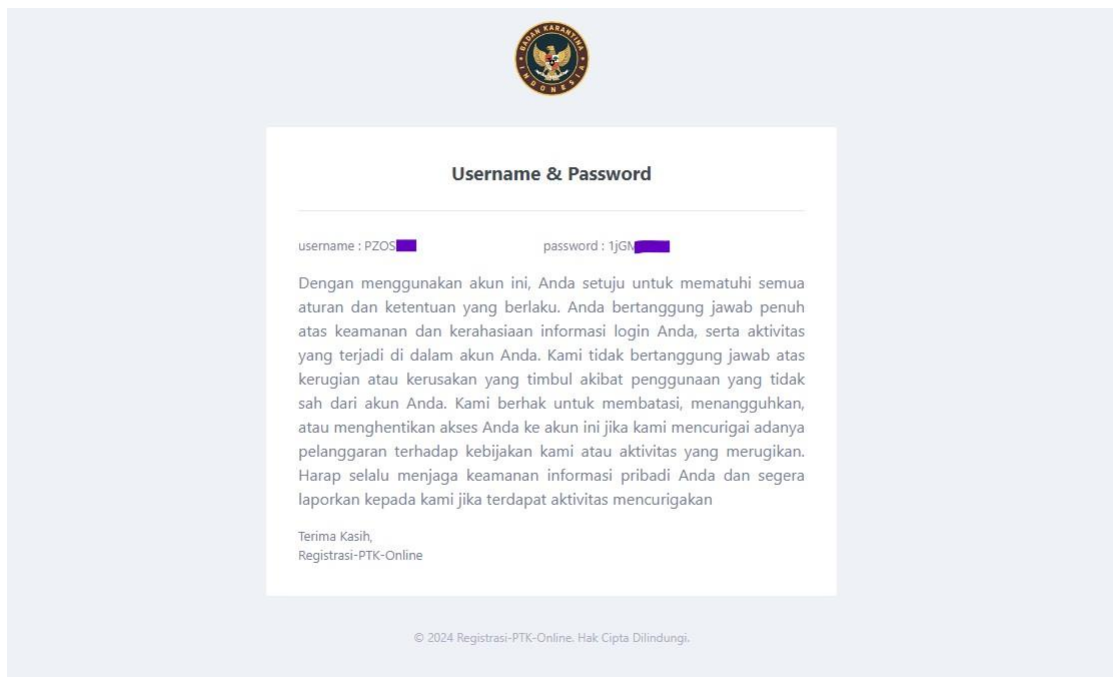 BADAN KARANTINA INDONESIA
Username & Password
username : PZOS password : 1jGM
Dengan menggunakan akun ini, Anda setuju untuk mematuhi semua
aturan dan ketentuan yang berlaku. Anda bertanggung jawab penuh
atas keamanan dan kerahasiaan informasi login Anda, serta aktivitas
yang terjadi di dalam akun Anda. Kami tidak bertanggung jawab atas
kerugian atau kerusakan yang timbul akibat penggunaan yang tidak
sah dari akun Anda. Kami berhak untuk membatasi, menangguhkan,
atau menghentikan akses Anda ke akun ini jika kami mencurigai adanya
pelanggaran terhadap kebijakan kami atau aktivitas yang merugikan.
Harap selalu menjaga keamanan informasi pribadi Anda dan segera
laporkan kepada kami jika terdapat aktivitas mencurigakan
Terima Kasih,
Registrasi-PTK-Online
© 2024 Registrasi-PTK-Online. Hak Cipta Dilindungi.